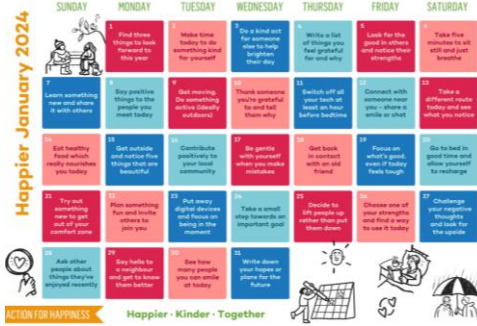 Happier January 2024
SUNDAY MONDAY TUESDAY WEDNESDAY THURSDAY FRIDAY SATURDAY
1
Find three
things to look
forward to
this year
2
Make time
today to do
something kind
for yourself
3
Do a kind act
for someone
else to help
brighten
their day
4
Write a list
of things you
feel grateful
for and why
5
Look for the
good in others
and notice their
strengths
6
Take five
minutes to sit
still and just
breathe
7
Learn something
new and share
it with others
8
Say positive
things to the
people you
meet today
9
Get moving.
Do something
active (ideally
outdoors)
10
Thank someone
you're grateful
to and tell
them why
11
Switch off all
your tech at
least an hour
before bedtime
12
Connect with
someone near
you - share a
smile or chat
13
Take a
different route
today and see
what you notice
14
Eat healthy
food which
really nourishes
you today
15
Get outside
and notice five
things that are
beautiful
16
Contribute
positively to
your local
community
17
Be gentle
with yourself
when you make
mistakes
18
Get back
in contact
with an old
friend
19
Focus on
what's good,
even if today
feels tough
20
Go to bed in
good time and
allow yourself
to recharge
21
Try out
something new
to get out
of your
comfort zone
22
Plan something
fun and invite
others to
join you
23
Put away
digital devices
and focus on
being in the
moment
24
Take a small
step towards an
important goal
25
Decide to
lift people up
rather than put
them down
26
Choose one of
your strengths
and find a way
to use it today
27
Challenge
your negative
thoughts
and look for
the upside
28
Ask other
people about
things they've
enjoyed recently
29
Say hello to
a neighbour
and get to know
them better
30
See how
many people
you can smile
at today
31
Write down
your hopes or
plans for the
future
ACTION FOR HAPPINESS
Happier · Kinder · Together